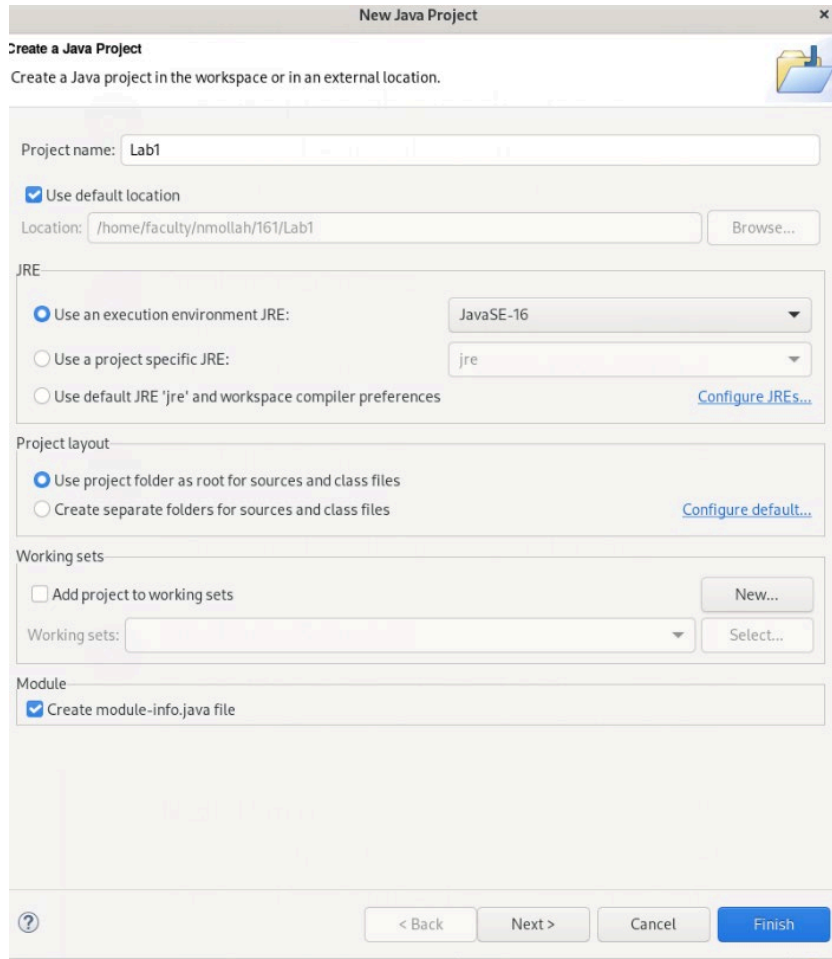 New Java Project
×
Create a Java Project
Create a Java project in the workspace or in an external location.
Project name: Lab1
Use default location
Location: /home/faculty/nmollah/161/Lab1 Browse...
JRE
Use an execution environment JRE: JavaSE-16
Use a project specific JRE: jre
Use default JRE 'jre' and workspace compiler preferences Configure JREs...
Project layout
Use project folder as root for sources and class files
Create separate folders for sources and class files Configure default...
Working sets
Add project to working sets New...
Working sets: Select...
Module
Create module-info.java file
? < Back Next > Cancel Finish